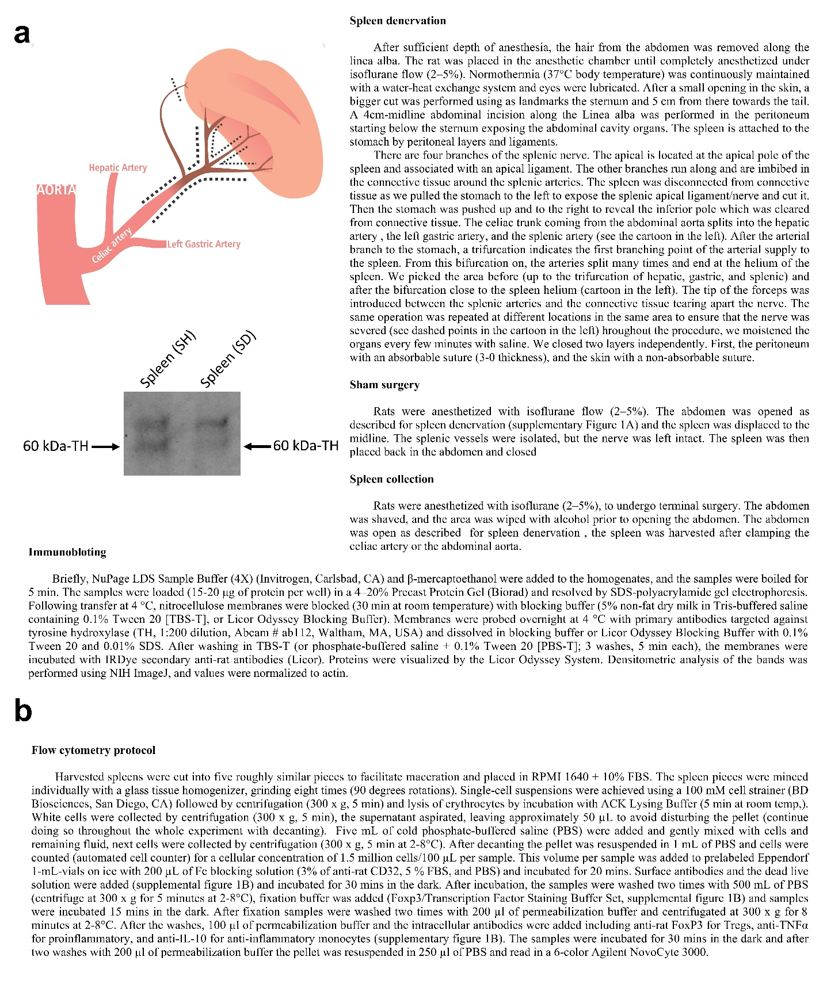 a
Spleen denervation
After sufficient depth of anesthesia, the hair from the abdomen was removed along the
linea alba. The rat was placed in the anesthetic chamber until completely anesthetized under
isoflurane flow (2–5%). Normothermia (37°C body temperature) was continuously maintained
with a water-heat exchange system and eyes were lubricated. After a small opening in the skin, a
bigger cut was performed using as landmarks the sternum and 5 cm from there towards the tail.
A 4cm-midline abdominal incision along the Linea alba was performed in the peritoneum
starting below the sternum exposing the abdominal cavity organs. The spleen is attached to the
stomach by peritoneal layers and ligaments.
There are four branches of the splenic nerve. The apical is located at the apical pole of the
spleen and associated with an apical ligament. The other branches run along and are imbibed in
the connective tissue around the splenic arteries. The spleen was disconnected from connective
tissue as we pulled the stomach to the left to expose the splenic apical ligament/nerve and cut it.
Then the stomach was pushed up and to the right to reveal the inferior pole which was cleared
from connective tissue. The celiac trunk coming from the abdominal aorta splits into the hepatic
artery , the left gastric artery, and the splenic artery (see the cartoon in the left). After the arterial
branch to the stomach, a trifurcation indicates the first branching point of the arterial supply to
the spleen. From this bifurcation on, the arteries split many times and end at the helium of the
spleen. We picked the area before (up to the trifurcation of hepatic, gastric, and splenic) and
after the bifurcation close to the spleen helium (cartoon in the left). The tip of the forceps was
introduced between the splenic arteries and the connective tissue tearing apart the nerve. The
same operation was repeated at different locations in the same area to ensure that the nerve was
severed (see dashed points in the cartoon in the left) hroughout the procedure, we moistened the
organs every few minutes with saline. We closed two layers independently. First, the peritoneum
with an absorbable suture (3-0 thickness), and the skin with a non-absorbable suture.
Hepatic Artery
AORTA
Celiac artery
Left Gastric Artery
Spleen (SH)
Spleen (SD)
60 kDa-TH
60 kDa-TH
Sham surgery
Rats were anesthetized with isoflurane flow (2–5%). The abdomen was opened as
described for spleen denervation (supplementary Figure 1A) and the spleen was displaced to the
midline. The splenic vessels were isolated, but the nerve was left intact. The spleen was then
placed back in the abdomen and closed
Spleen collection
Rats were anesthetized with isoflurane (2–5%), to undergo terminal surgery. The abdomen
was shaved, and the area was wiped with alcohol prior to opening the abdomen. The abdomen
was open as described for spleen denervation , the spleen was harvested after clamping the
celiac artery or the abdominal aorta.
Immunobloting
Briefly, NuPage LDS Sample Buffer (4X) (Invitrogen, Carlsbad, CA) and β-mercaptoethanol were added to the homogenates, and the samples were boiled for
5 min. The samples were loaded (15-20 µg of protein per well) in a 4–20% Precast Protein Gel (Biorad) and resolved by SDS-polyacrylamide gel electrophoresis.
Following transfer at 4 °C, nitrocellulose membranes were blocked (30 min at room temperature) with blocking buffer (5% non-fat dry milk in Tris-buffered saline
containing 0.1% Tween 20 [TBS-T], or Licor Odyssey Blocking Buffer). Membranes were probed overnight at 4 °C with primary antibodies targeted against
tyrosine hydroxylase (TH, 1:200 dilution, Abcam # ab112, Waltham, MA, USA) and dissolved in blocking buffer or Licor Odyssey Blocking Buffer with 0.1%
Tween 20 and 0.01% SDS. After washing in TBS-T (or phosphate-buffered saline + 0.1% Tween 20 [PBS-T]; 3 washes, 5 min each), the membranes were
incubated with IRDye secondary anti-rat antibodies (Licor). Proteins were visualized by the Licor Odyssey System. Densitometric analysis of the bands was
performed using NIH ImageJ, and values were normalized to actin.
b
Flow cytometry protocol
Harvested spleens were cut into five roughly similar pieces to facilitate maceration and placed in RPMI 1640 + 10% FBS. The spleen pieces were minced
individually with a glass tissue homogenizer, grinding eight times (90 degrees rotations). Single-cell suspensions were achieved using a 100 mM cell strainer (BD
Biosciences, San Diego, CA) followed by centrifugation (300 x g, 5 min) and lysis of erythrocytes by incubation with ACK Lysing Buffer (5 min at room temp,).
White cells were collected by centrifugation (300 x g, 5 min), the supernatant aspirated, leaving approximately 50 µL to avoid disturbing the pellet (continue
doing so throughout the whole experiment with decanting). Five mL of cold phosphate-buffered saline (PBS) were added and gently mixed with cells and
remaining fluid, next cells were collected by centrifugation (300 x g, 5 min at 2-8°C). After decanting the pellet was resuspended in 1 mL of PBS and cells were
counted (automated cell counter) for a cellular concentration of 1.5 million cells/100 µL per sample. This volume per sample was added to prelabeled Eppendorf
1-mL-vials on ice with 200 µL of Fc blocking solution (3% of anti-rat CD32, 5 % FBS, and PBS) and incubated for 20 mins. Surface antibodies and the dead live
solution were added (supplemental figure 1B) and incubated for 30 mins in the dark. After incubation, the samples were washed two times with 500 mL of PBS
(centrifuge at 300 x g for 5 minutes at 2-8°C), fixation buffer was added (Foxp3/Transcription Factor Staining Buffer Set, supplemental figure 1B) and samples
were incubated 15 mins in the dark. After fixation samples were washed two times with 200 µl of permeabilization buffer and centrifugated at 300 x g for 8
minutes at 2-8°C. After the washes, 100 µl of permeabilization buffer and the intracellular antibodies were added including anti-rat FoxP3 for Tregs, anti-TNFα
for proinflammatory, and anti-IL-10 for anti-inflammatory monocytes (supplementary figure 1B). The samples were incubated for 30 mins in the dark and after
two washes with 200 µl of permeabilization buffer the pellet was resuspended in 250 µl of PBS and read in a 6-color Agilent NovoCyte 3000.